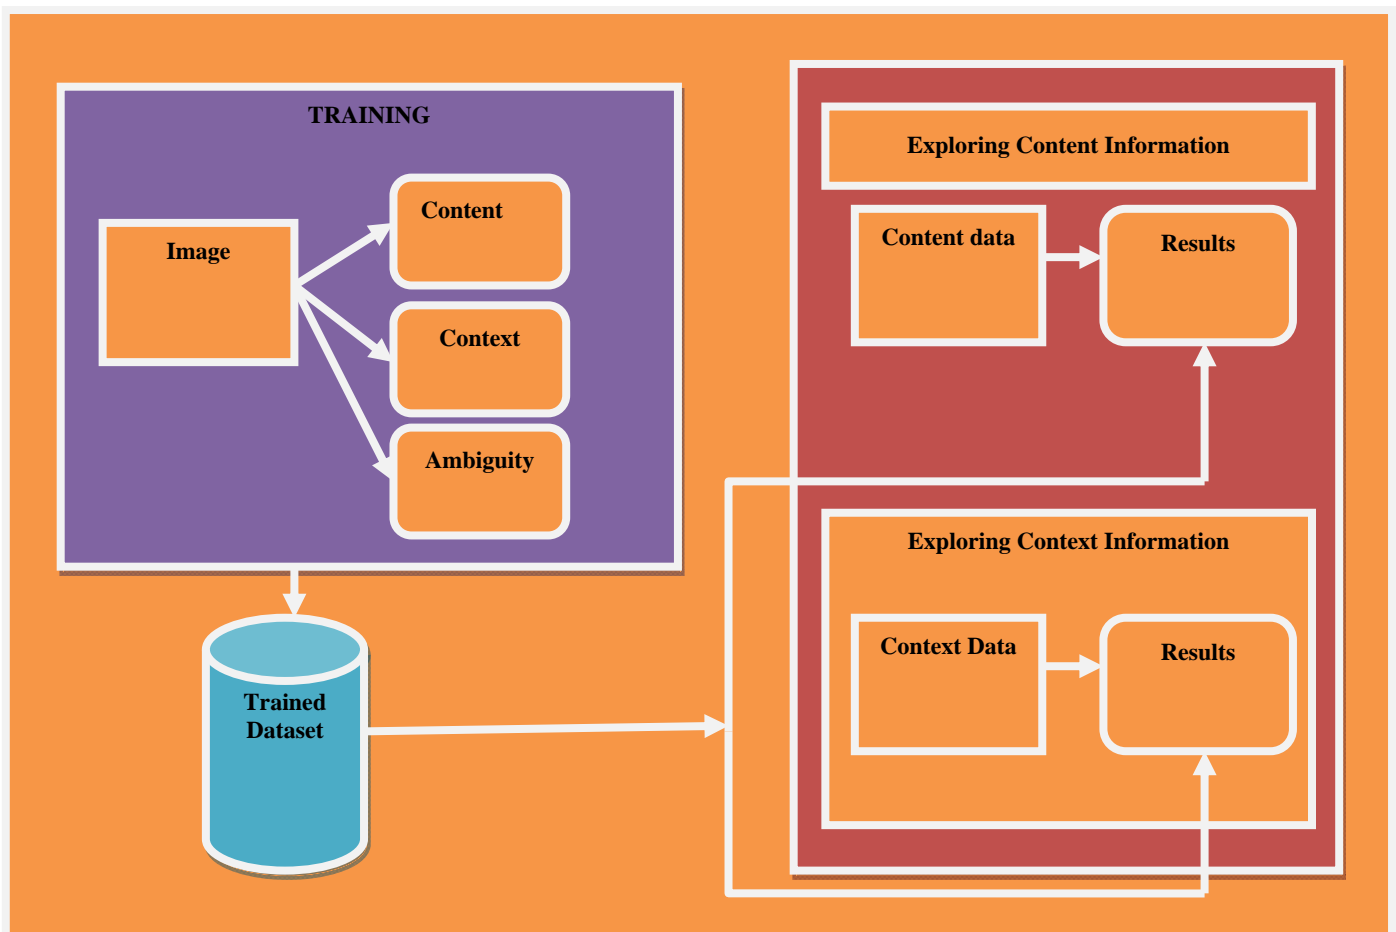 TRAINING
Image
Content
Context
Ambiguity
Trained
Dataset
Exploring Content Information
Content data
Results
Exploring Context Information
Context Data
Results